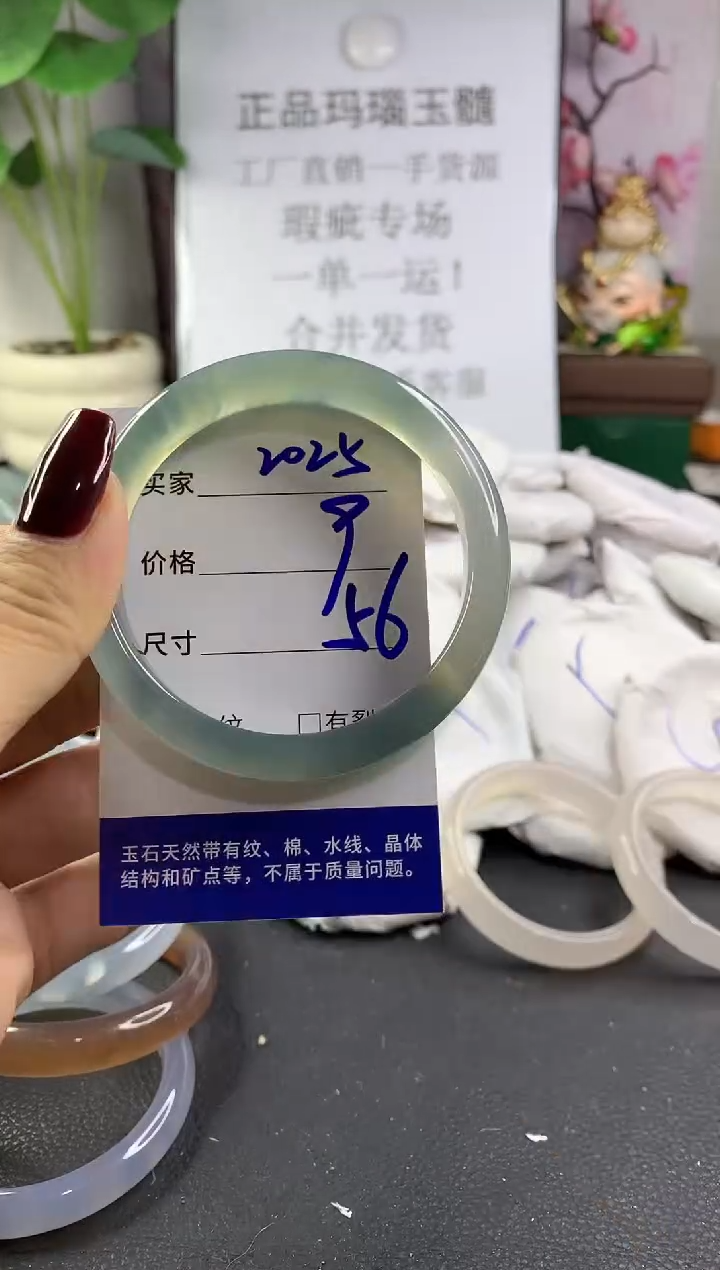 正品玛瑙玉髓
工厂直销一手货源
瑕疵专场
一单一运!
合并发货
客服
买家 2025
价格
尺寸 56
纹 □有裂
玉石天然带有纹、棉、水线、晶体
结构和矿点等，不属于质量问题。